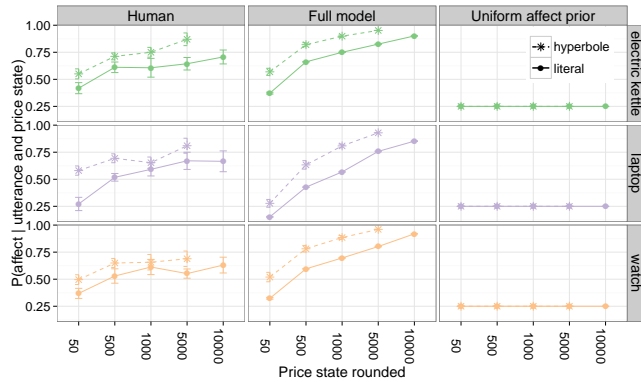 Human Full model Uniform affect prior
1.00
0.75
0.50
0.25
electric kettle
hyperbole
literal
1.00
0.75
0.50
0.25
laptop
1.00
0.75
0.50
0.25
watch
P(affect | utterance and price state)
50 500 1000 5000 10000 50 500 1000 5000 10000 50 500 1000 5000 10000
Price state rounded